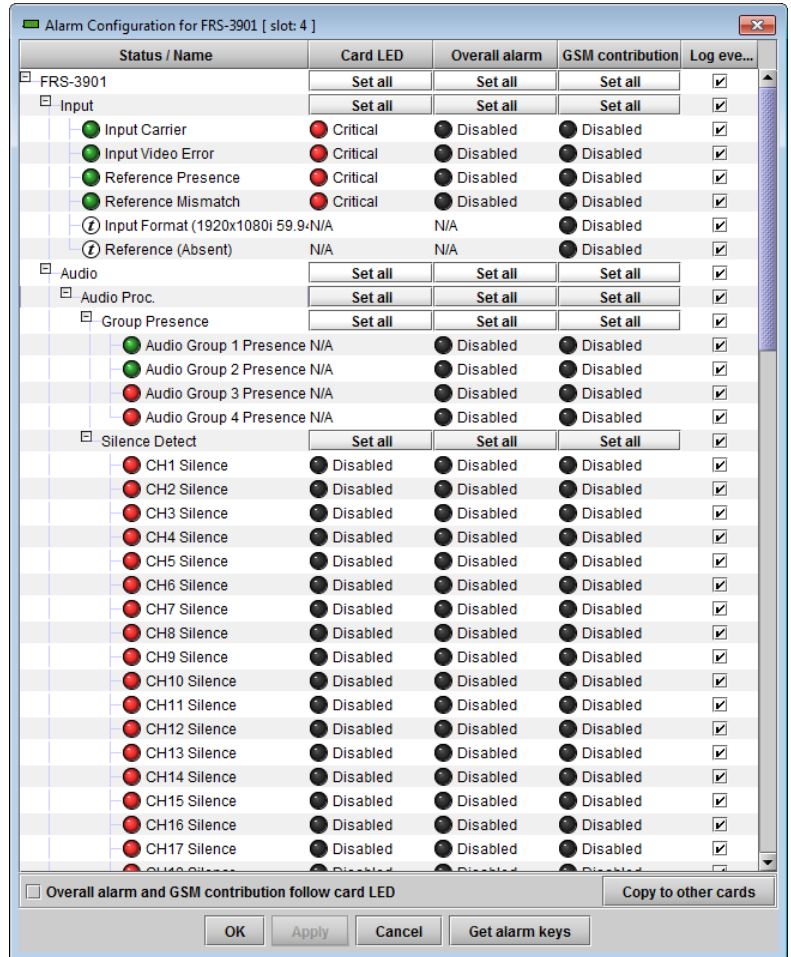 Alarm Configuration for FRS-3901 [ slot: 4 ]
Status / Name Card LED Overall alarm GSM contribution Log eve...
FRS-3901 Set all Set all Set all
Input Set all Set all Set all
Input Carrier Critical Disabled Disabled
Input Video Error Critical Disabled Disabled
Reference Presence Critical Disabled Disabled
Reference Mismatch Critical Disabled Disabled
t Input Format (1920x1080i 59.94 N/A N/A Disabled
t Reference (Absent) N/A N/A Disabled
Audio Set all Set all Set all
Audio Proc. Set all Set all Set all
Group Presence Set all Set all Set all
Audio Group 1 Presence N/A Disabled Disabled
Audio Group 2 Presence N/A Disabled Disabled
Audio Group 3 Presence N/A Disabled Disabled
Audio Group 4 Presence N/A Disabled Disabled
Silence Detect Set all Set all Set all
CH1 Silence Disabled Disabled Disabled
CH2 Silence Disabled Disabled Disabled
CH3 Silence Disabled Disabled Disabled
CH4 Silence Disabled Disabled Disabled
CH5 Silence Disabled Disabled Disabled
CH6 Silence Disabled Disabled Disabled
CH7 Silence Disabled Disabled Disabled
CH8 Silence Disabled Disabled Disabled
CH9 Silence Disabled Disabled Disabled
CH10 Silence Disabled Disabled Disabled
CH11 Silence Disabled Disabled Disabled
CH12 Silence Disabled Disabled Disabled
CH13 Silence Disabled Disabled Disabled
CH14 Silence Disabled Disabled Disabled
CH15 Silence Disabled Disabled Disabled
CH16 Silence Disabled Disabled Disabled
CH17 Silence Disabled Disabled Disabled
Overall alarm and GSM contribution follow card LED Copy to other cards
OK Apply Cancel Get alarm keys